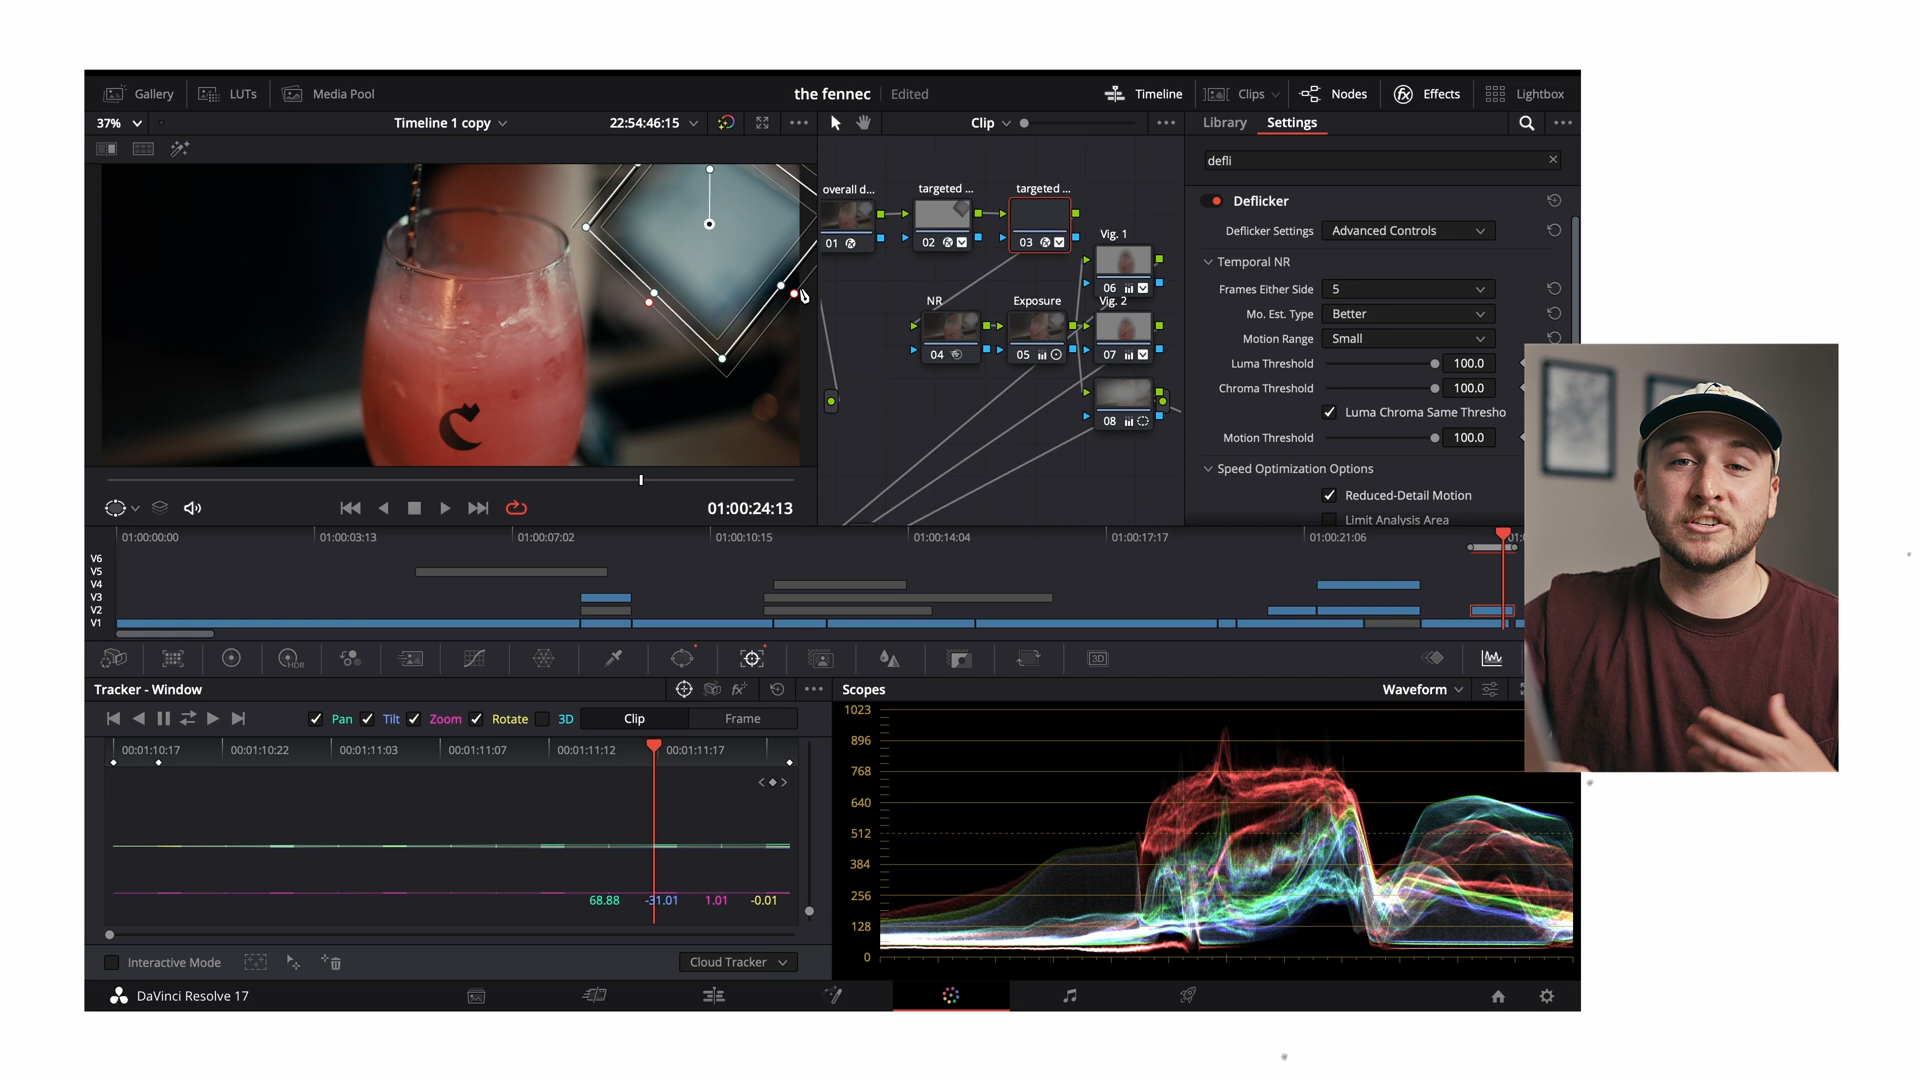 Gallery LUTs Media Pool the fennec Edited Timeline Clips Nodes Effects Lightbox
37% Timeline 1 copy 22:54:46:15 Clip Library Settings
defli
overall d... targeted ... targeted ...
Deflicker
Deflicker Settings Advanced Controls
01 02 03
Vig. 1
Temporal NR
06
Frames Either Side 5
NR Exposure Vig. 2
Mo. Est. Type Better
Motion Range Small
04 05 07
Luma Threshold 100.0
Chroma Threshold 100.0
Luma Chroma Same Thresho
08
Motion Threshold 100.0
Speed Optimization Options
Reduced-Detail Motion
01:00:24:13
Limit Analysis Area
01:00:00:00 01:00:03:13 01:00:07:02 01:00:10:15 01:00:14:04 01:00:17:17 01:00:21:06 01:
V6
V5
V4
V3
V2
V1
HDR 3D
Tracker - Window Scopes Waveform
Pan Tilt Zoom Rotate 3D Clip Frame
00:01:10:17 00:01:10:22 00:01:11:03 00:01:11:07 00:01:11:12 00:01:11:17
1023
896
768
640
512
384
256
128
0
68.88 -31.01 1.01 -0.01
Interactive Mode Cloud Tracker
DaVinci Resolve 17